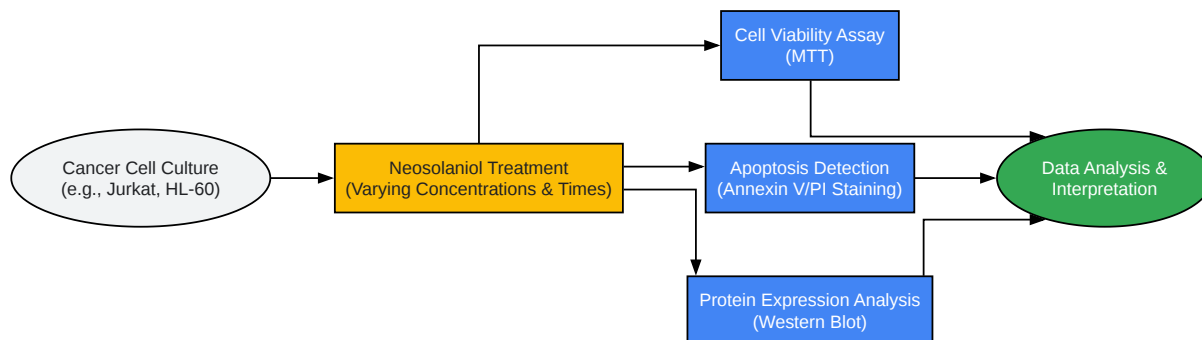 Cancer Cell Culture
(e.g., Jurkat, HL-60)
Neosolaniol Treatment
(Varying Concentrations & Times)
Cell Viability Assay
(MTT)
Apoptosis Detection
(Annexin V/PI Staining)
Protein Expression Analysis
(Western Blot)
Data Analysis &
Interpretation